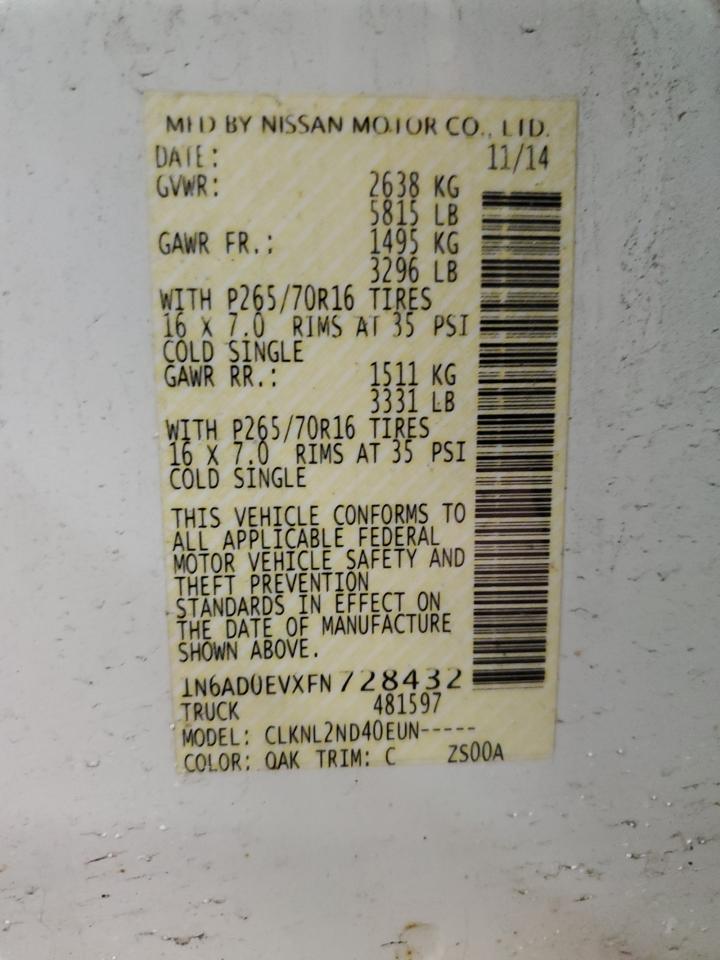 MFD BY NISSAN MOTOR CO., LTD.
DATE: 11/14
GVWR: 2638 KG
5815 LB
GAWR FR.: 1495 KG
3296 LB
WITH P265/70R16 TIRES
16 X 7.0 RIMS AT 35 PSI
COLD SINGLE
GAWR RR.: 1511 KG
3331 LB
WITH P265/70R16 TIRES
16 X 7.0 RIMS AT 35 PSI
COLD SINGLE
THIS VEHICLE CONFORMS TO
ALL APPLICABLE FEDERAL
MOTOR VEHICLE SAFETY AND
THEFT PREVENTION
STANDARDS IN EFFECT ON
THE DATE OF MANUFACTURE
SHOWN ABOVE.
1N6AD0EVXFN728432
TRUCK 481597
MODEL: CLKNL2ND40EUN-----
COLOR: QAK TRIM: C ZS00A